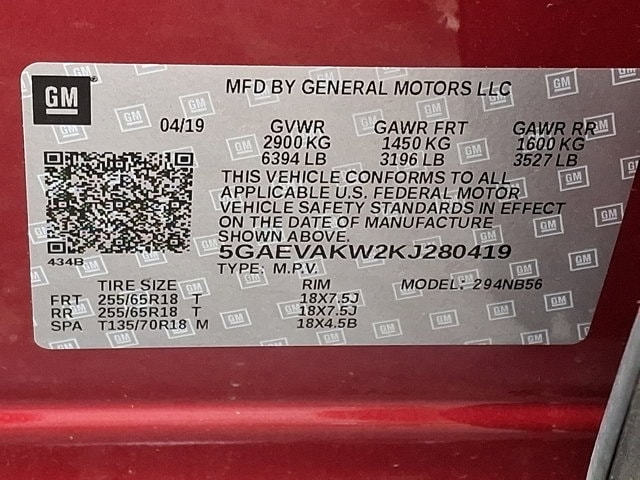 GM
MFD BY GENERAL MOTORS LLC
04/19 GVWR GAWR FRT GAWR RR
2900 KG 1450 KG 1600 KG
6394 LB 3196 LB 3527 LB
THIS VEHICLE CONFORMS TO ALL
APPLICABLE U.S. FEDERAL MOTOR
VEHICLE SAFETY STANDARDS IN EFFECT
ON THE DATE OF MANUFACTURE
SHOWN ABOVE.
434B
5GAEVAKW2KJ280419
TYPE: M.P.V. MODEL: 294NB56
TIRE SIZE RIM
FRT 255/65R18 T 18X7.5J
RR 255/65R18 T 18X7.5J
SPA T135/70R18 M 18X4.5B